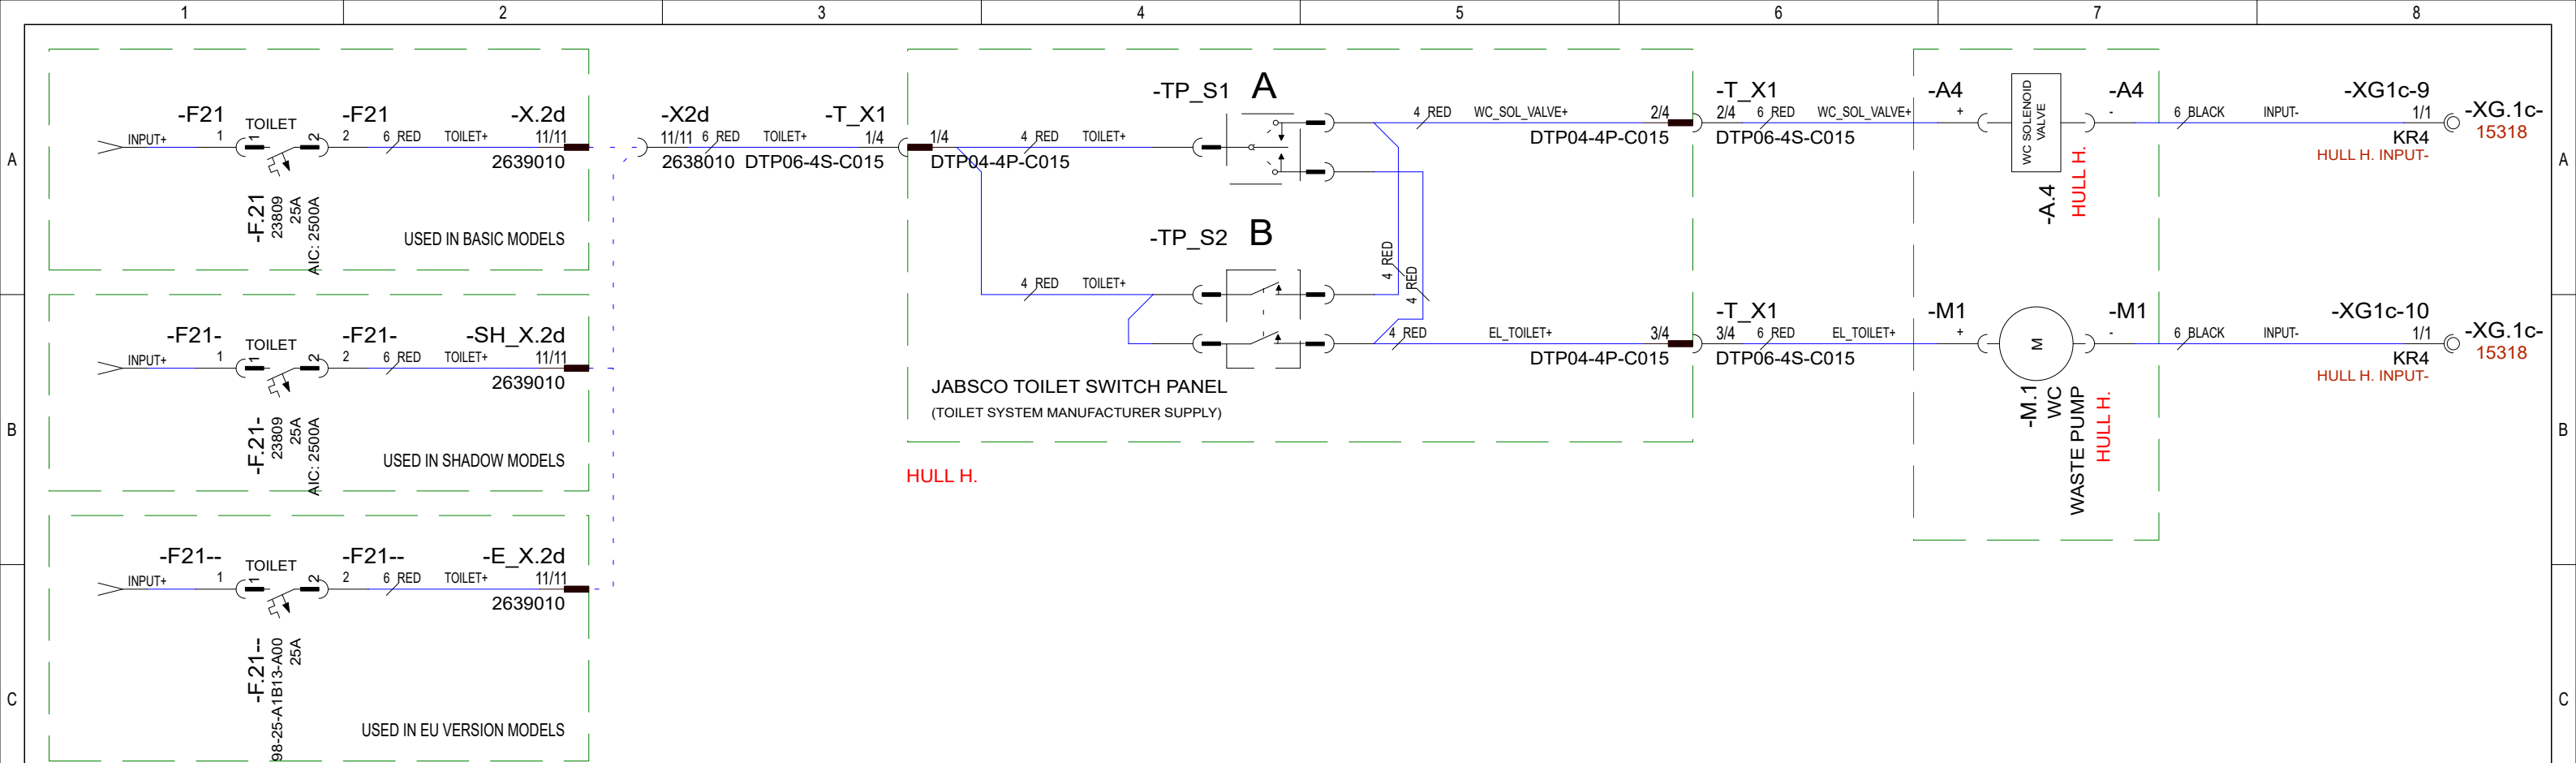 1 2 3 4 5 6 7 8
A
B
C
A
B
C
-F21
INPUT+ 1
TOILET
1 2
-F21
2 6 RED TOILET+
-X.2d
11/11
2639010
-F.21
23809
25A
AIC: 2500A
USED IN BASIC MODELS
-F21-
INPUT+ 1
TOILET
1 2
-F21-
2 6 RED TOILET+
-SH_X.2d
11/11
2639010
-F.21-
23809
25A
AIC: 2500A
USED IN SHADOW MODELS
-F21--
INPUT+ 1
TOILET
1 2
-F21--
2 6 RED TOILET+
-E_X.2d
11/11
2639010
-F.21--
98-25-A1B13-A00
25A
USED IN EU VERSION MODELS
-X2d
11/11 6 RED TOILET+
2638010
-T_X1
1/4
DTP06-4S-C015
1/4
DTP04-4P-C015
4 RED TOILET+
-TP_S1 A
4 RED WC_SOL_VALVE+ 2/4
DTP04-4P-C015
-TP_S2 B
4 RED TOILET+
4 RED
4 RED
4 RED EL_TOILET+ 3/4
DTP04-4P-C015
JABSCO TOILET SWITCH PANEL
(TOILET SYSTEM MANUFACTURER SUPPLY)
HULL H.
-T_X1
2/4 6 RED WC_SOL_VALVE+
DTP06-4S-C015
-T_X1
3/4 6 RED EL_TOILET+
DTP06-4S-C015
-A4
+
WC SOLENOID
VALVE
-A4
-
-A.4
HULL H.
-M1
+
M
-M1
-
-M.1
WC
WASTE PUMP
HULL H.
6 BLACK INPUT-
-XG1c-9
1/1
KR4
HULL H. INPUT-
-XG.1c-
15318
6 BLACK INPUT-
-XG1c-10
1/1
KR4
HULL H. INPUT-
-XG.1c-
15318